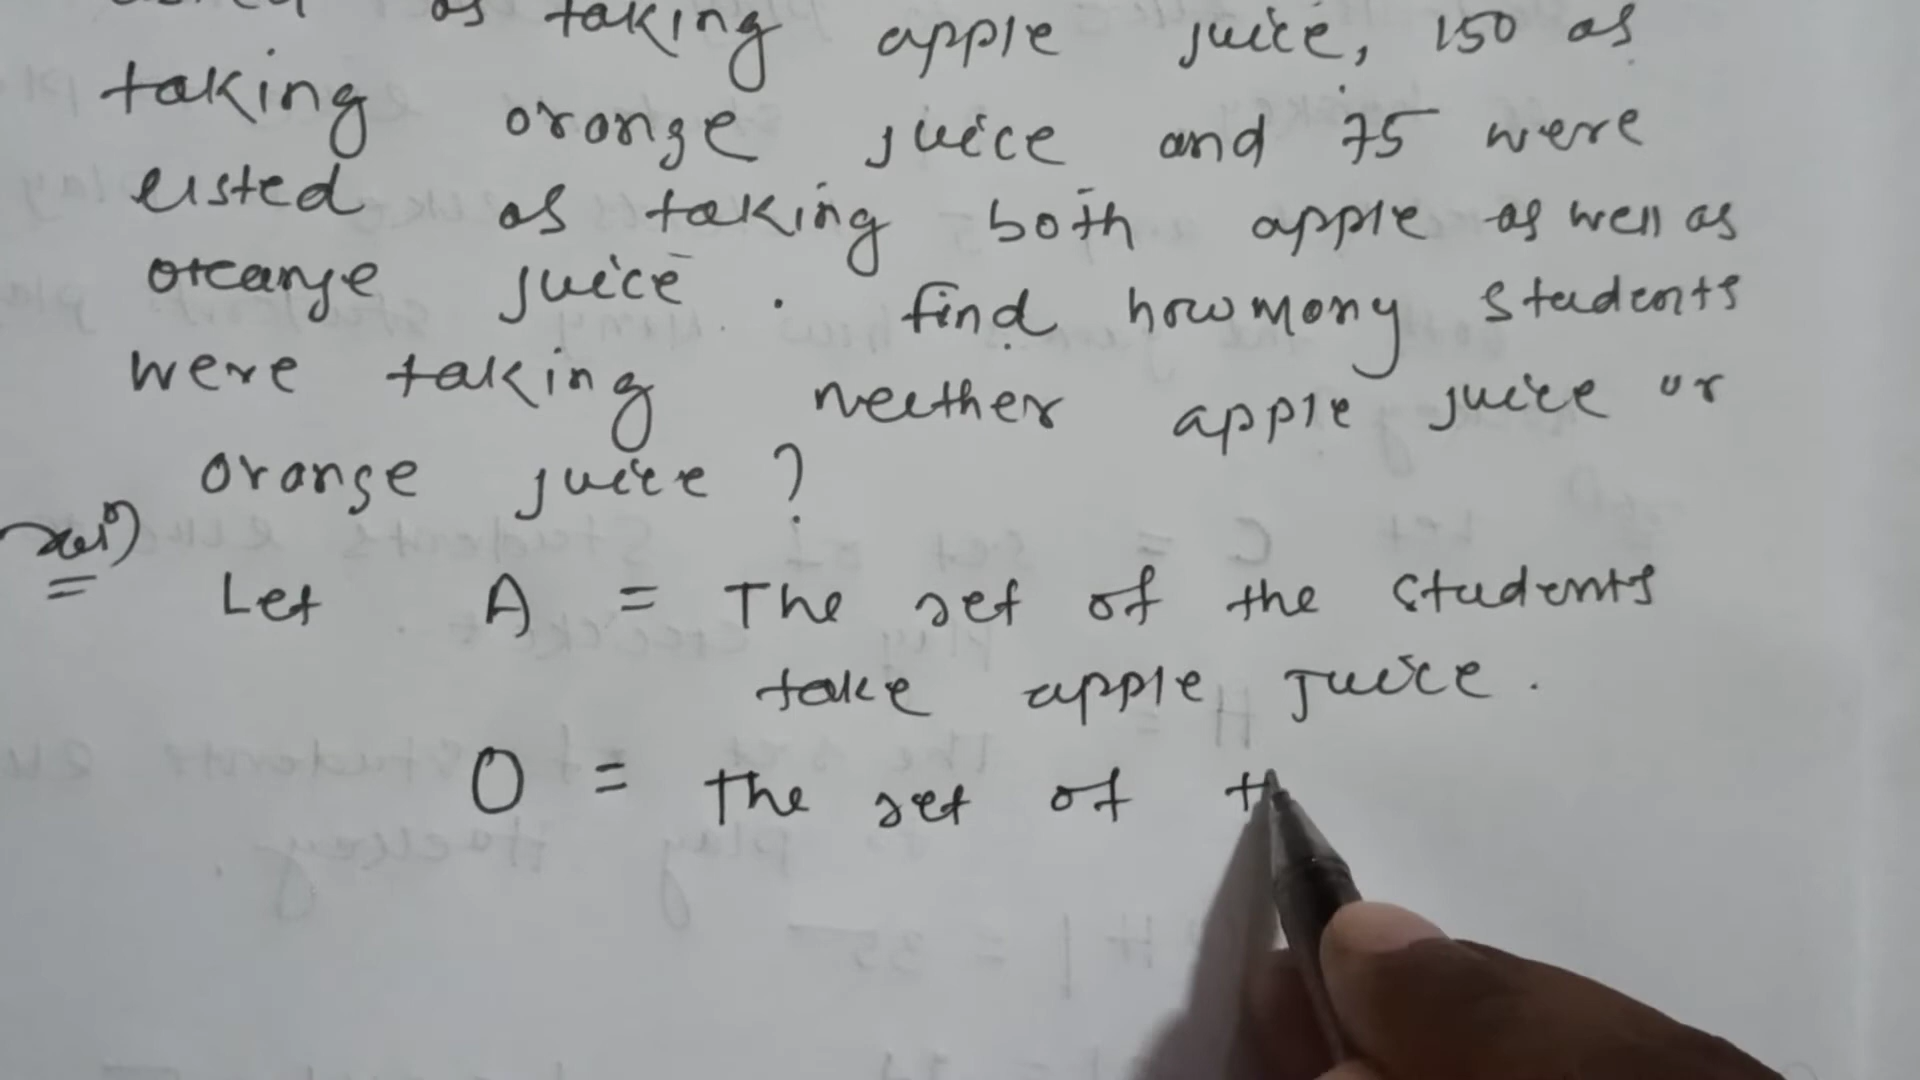 as taking apple juice, 150 as
taking orange juice and 75 were
listed as taking both apple as well as
orange juice. find how many students
were taking neither apple juice or
orange juice ?
Let A = The set of the students
take apple juice.
O = The set of th